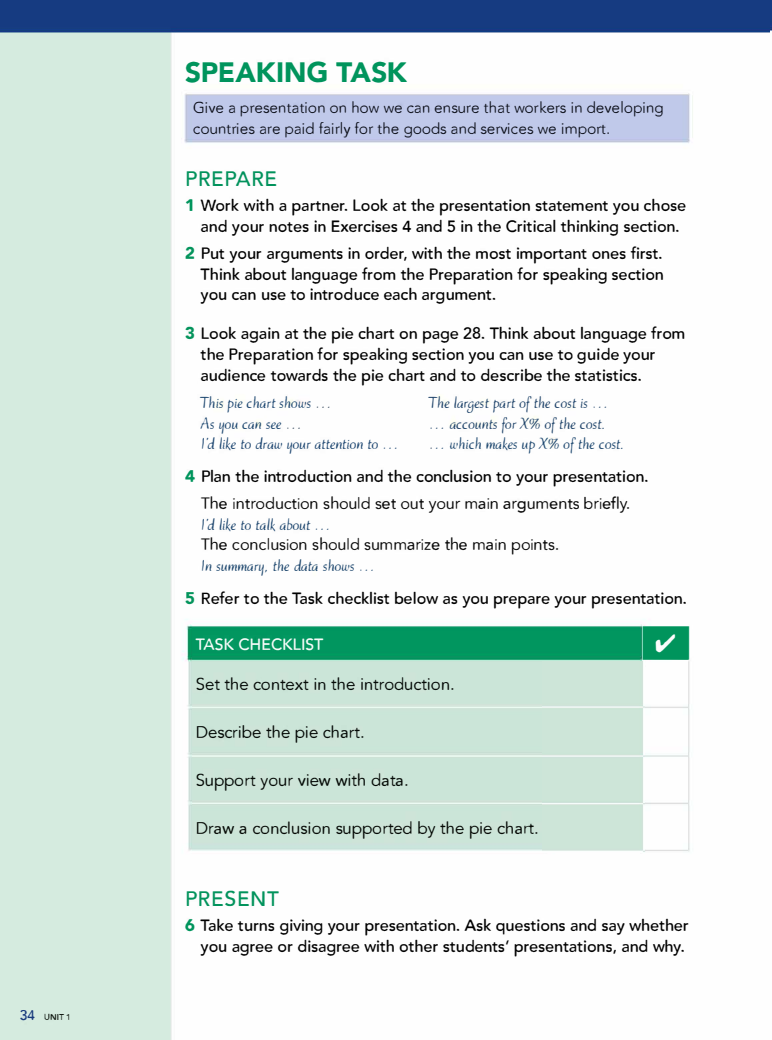 SPEAKING TASK
Give a presentation on how we can ensure that workers in developing
countries are paid fairly for the goods and services we import.
PREPARE
1 Work with a partner. Look at the presentation statement you chose
and your notes in Exercises 4 and 5 in the Critical thinking section.
2 Put your arguments in order, with the most important ones first.
Think about language from the Preparation for speaking section
you can use to introduce each argument.
3 Look again at the pie chart on page 28. Think about language from
the Preparation for speaking section you can use to guide your
audience towards the pie chart and to describe the statistics.
This pie chart shows ... The largest part of the cost is ...
As you can see ... ... accounts for X% of the cost.
I'd like to draw your attention to ... ... which makes up X% of the cost.
4 Plan the introduction and the conclusion to your presentation.
The introduction should set out your main arguments briefly.
I'd like to talk about ...
The conclusion should summarize the main points.
In summary, the data shows ...
5 Refer to the Task checklist below as you prepare your presentation.
TASK CHECKLIST ✔
Set the context in the introduction.
Describe the pie chart.
Support your view with data.
Draw a conclusion supported by the pie chart.
PRESENT
6 Take turns giving your presentation. Ask questions and say whether
you agree or disagree with other students' presentations, and why.
34 UNIT 1